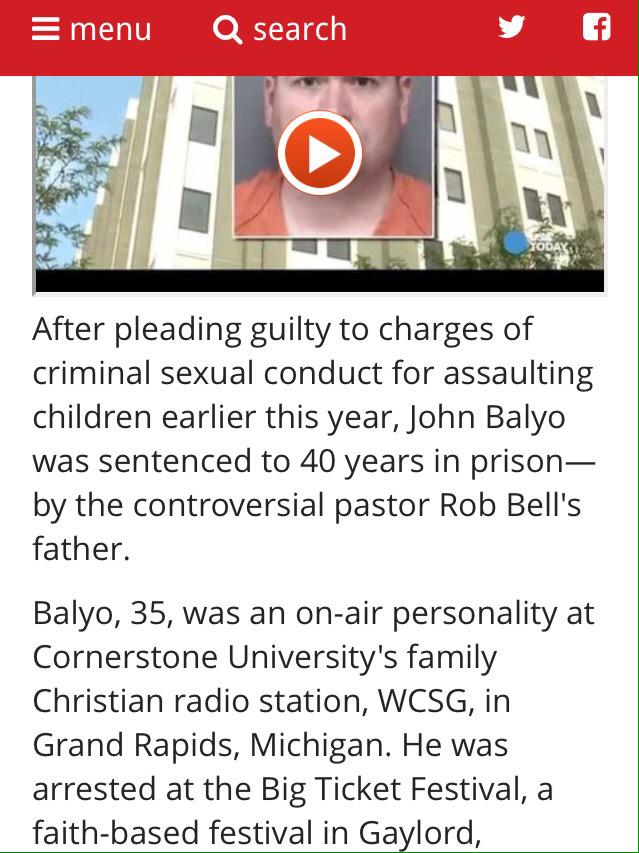 menu search
USA
TODAY
After pleading guilty to charges of
criminal sexual conduct for assaulting
children earlier this year, John Balyo
was sentenced to 40 years in prison—
by the controversial pastor Rob Bell's
father.
Balyo, 35, was an on-air personality at
Cornerstone University's family
Christian radio station, WCSG, in
Grand Rapids, Michigan. He was
arrested at the Big Ticket Festival, a
faith-based festival in Gaylord,